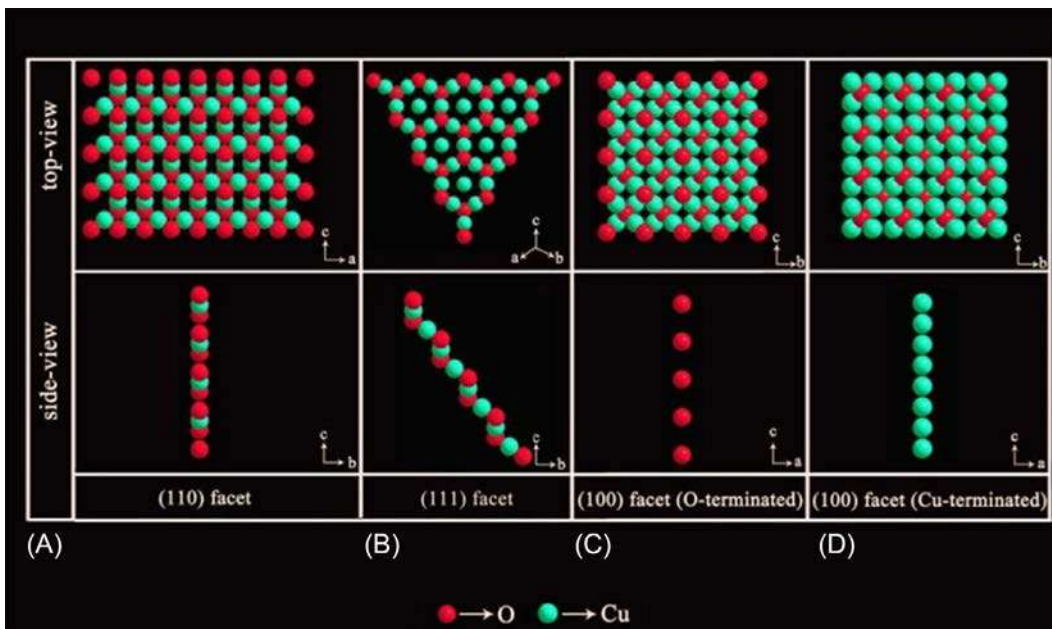 top-view
c
a
c
a b
c
b
c
b
side-view
c
b
c
b
c
a
c
a
(110) facet
(111) facet
(100) facet (O-terminated)
(100) facet (Cu-terminated)
(A)
(B)
(C)
(D)
O
Cu